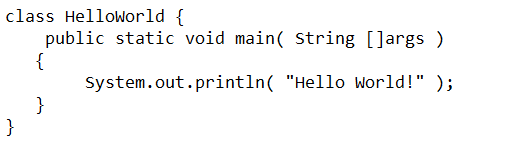 class HelloWorld {
    public static void main( String []args )
   {
        System.out.println( "Hello World!" );
   }
}